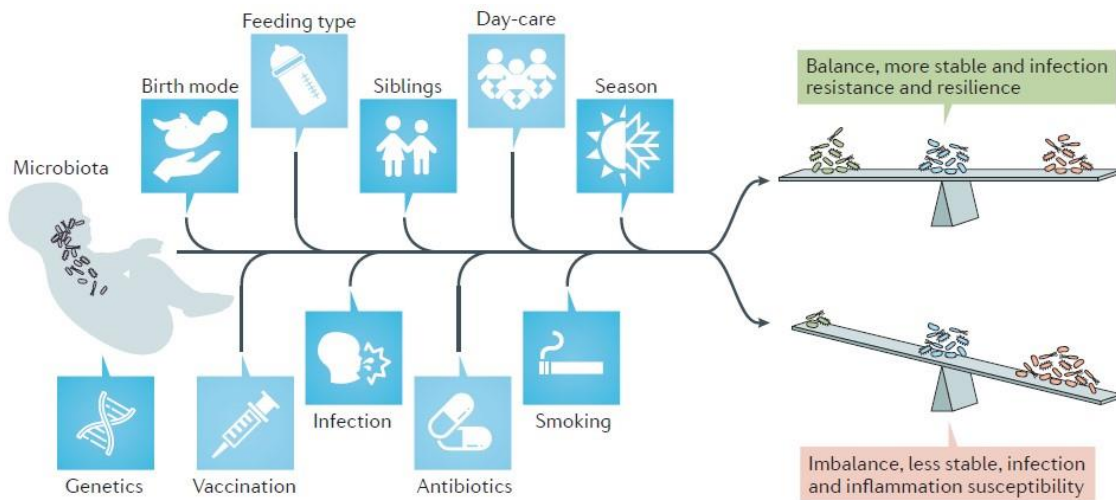 Feeding type
Day-care
Birth mode
Siblings
Season
Microbiota
Balance, more stable and infection
resistance and resilience
Genetics
Vaccination
Infection
Antibiotics
Smoking
Imbalance, less stable, infection
and inflammation susceptibility